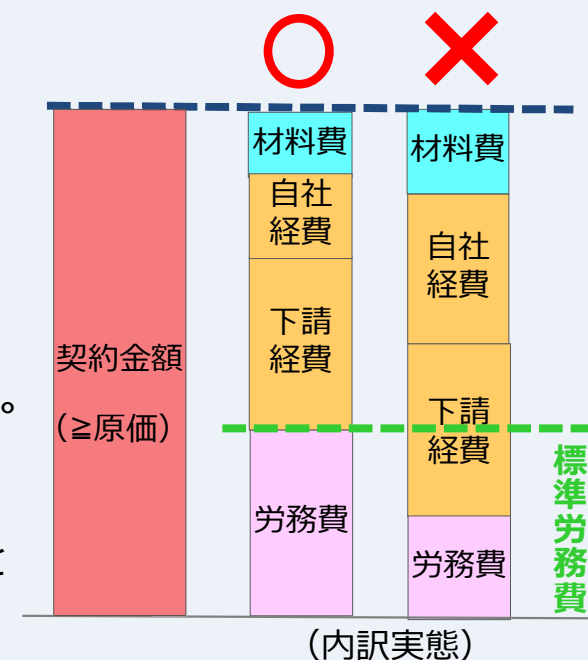 ○ ×
材料費
自社
経費
下請
経費
労務費
材料費
自社
経費
下請
経費
労務費
契約金額
(≧原価)
。
標準労務費
(内訳実態)